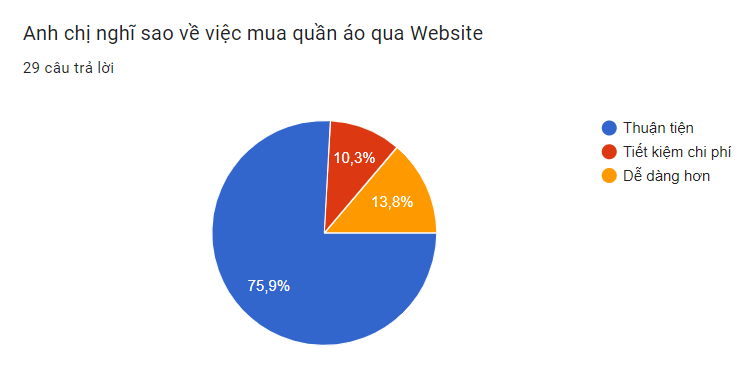 Anh chị nghĩ sao về việc mua quần áo qua Website
29 câu trả lời
Thuận tiện
Tiết kiệm chi phí
Dễ dàng hơn
10,3%
13,8%
75,9%